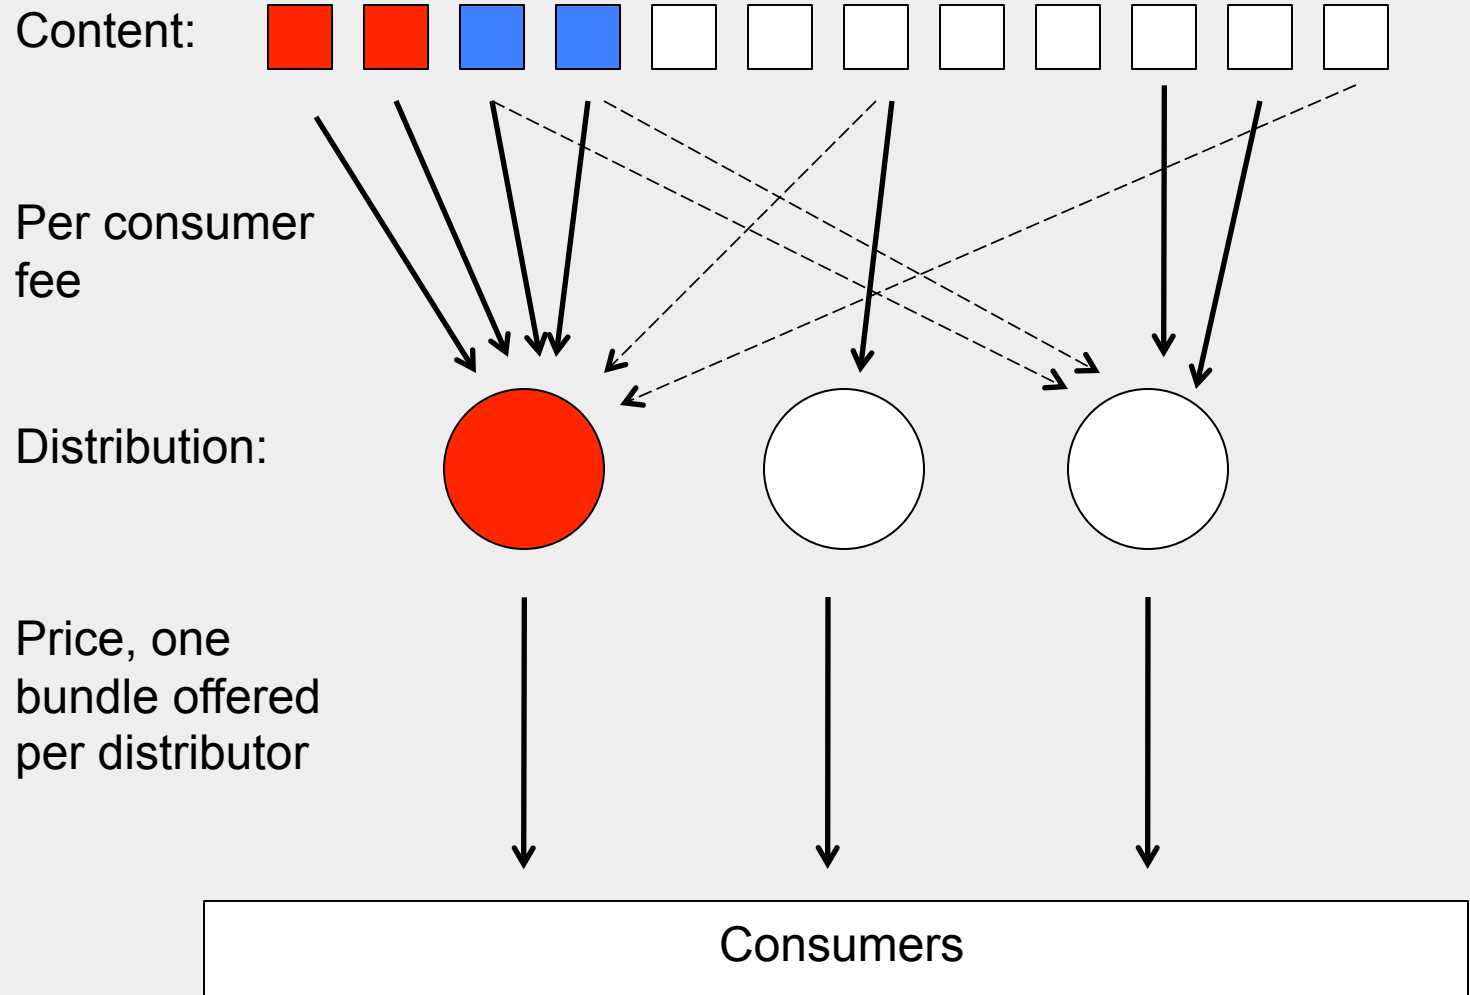 Content:
Per consumer
fee
Distribution:
Price, one
bundle offered
per distributor
Consumers